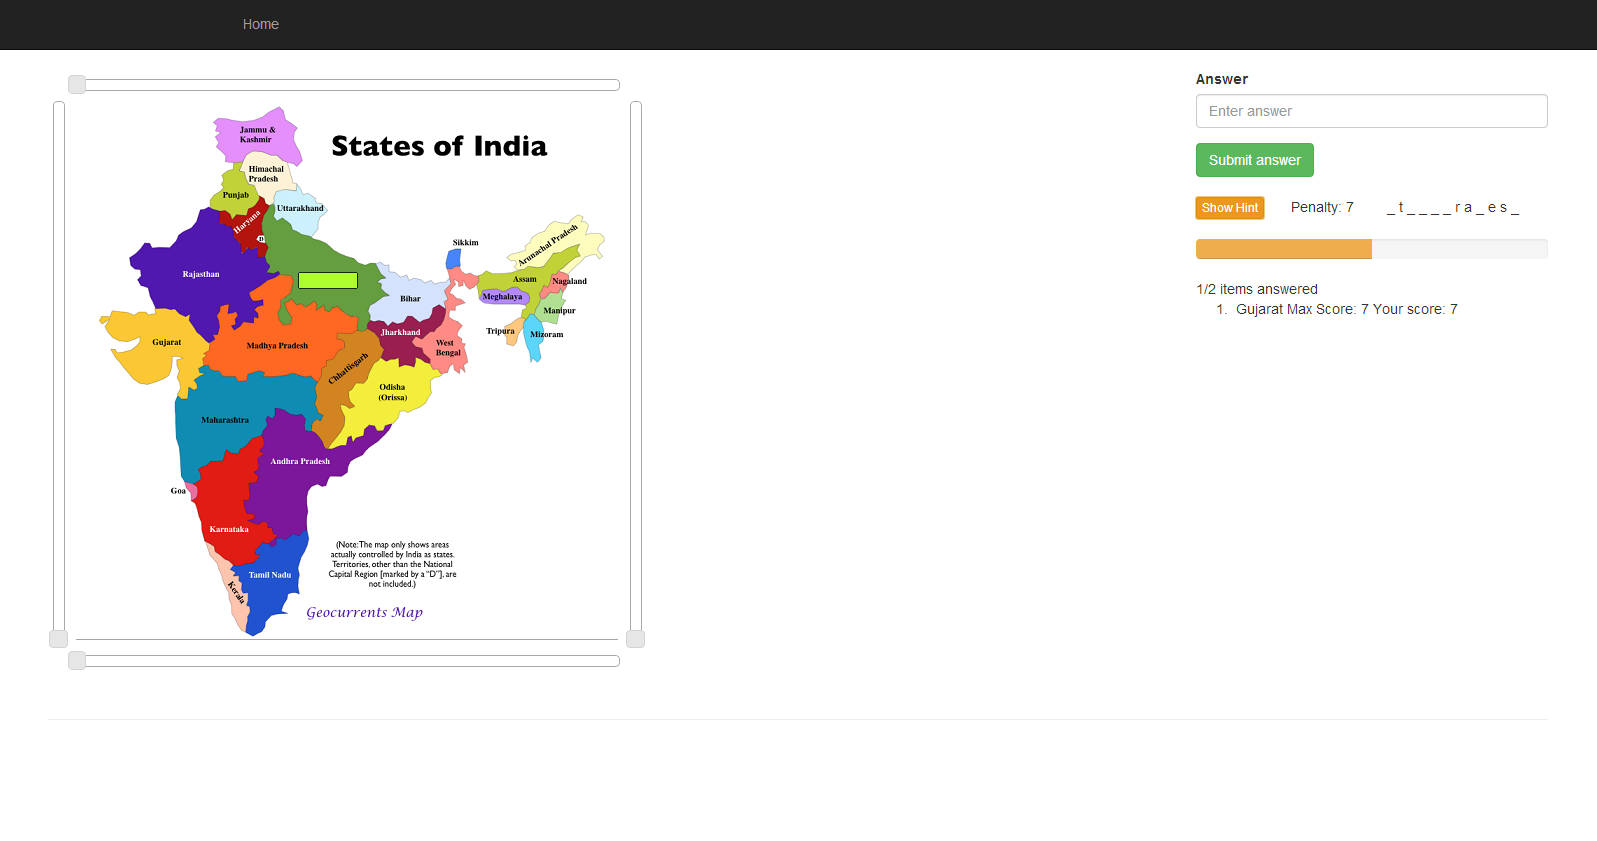 Home
Answer
Enter answer
Submit answer
Show Hint
Penalty: 7
_ t _ _ _ _ r a _ e s _
1/2 items answered
1. Gujarat Max Score: 7 Your score: 7
States of India
Jammu &
Kashmir
Himachal
Pradesh
Punjab
Uttarakhand
Haryana
D
Sikkim
Arunachal Pradesh
Rajasthan
Assam
Nagaland
Bihar
Meghalaya
Manipur
Tripura
Mizoram
Jharkhand
Gujarat
Madhya Pradesh
West
Bengal
Chhattisgarh
Odisha
(Orissa)
Maharashtra
Andhra Pradesh
Goa
Karnataka
Tamil Nadu
Kerala
(Note: The map only shows areas
actually controlled by India as states.
Territories, other than the National
Capital Region [marked by a "D"], are
not included.)
Geocurrents Map